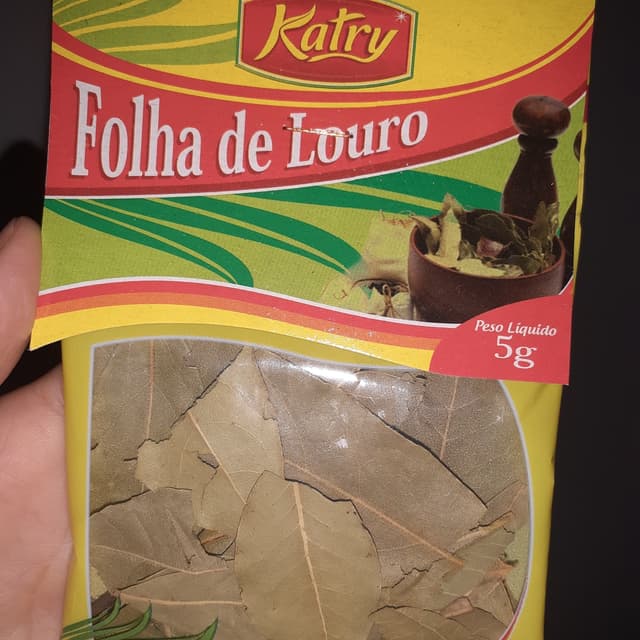 Katry
Folha de Louro
Peso Líquido
5g